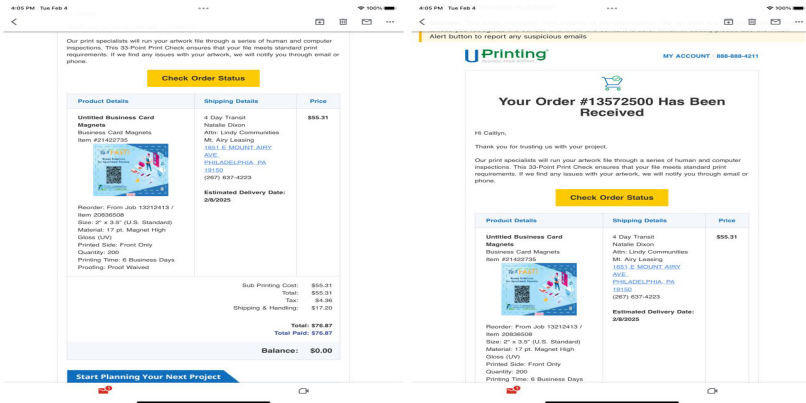 4:05 PM Tue Feb 4
100%
Our print specialists will run your artwork file through a series of human and computer
inspections. This 33-Point Print Check ensures that your file meets standard print
requirements. If we find any issues with your artwork, we will notify you through email or
phone.
Check Order Status
Product Details Shipping Details Price
Untitled Business Card
Magnets
Business Card Magnets
Item #21422735
Reorder: From Job 13212413 /
Item 20836508
Size: 2" x 3.5" (U.S. Standard)
Material: 17 pt. Magnet High
Gloss (UV)
Printed Side: Front Only
Quantity: 200
Printing Time: 6 Business Days
Proofing: Proof Waived
4 Day Transit
Natalie Dixon
Attn: Lindy Communities
Mt. Airy Leasing
1651 E MOUNT AIRY
AVE
PHILADELPHIA, PA
19150
(267) 637-4223
Estimated Delivery Date:
2/8/2025
$55.31
Sub Printing Cost: $55.31
Total: $55.31
Tax: $4.36
Shipping & Handling: $17.20
Total: $76.87
Total Paid: $76.87
Balance: $0.00
Start Planning Your Next Project
4:05 PM Tue Feb 4
100%
Alert button to report any suspicious emails
UPrinting
MY ACCOUNT 888-888-4211
Your Order #13572500 Has Been
Received
Hi Caitlyn,
Thank you for trusting us with your project.
Our print specialists will run your artwork file through a series of human and computer
inspections. This 33-Point Print Check ensures that your file meets standard print
requirements. If we find any issues with your artwork, we will notify you through email or
phone.
Check Order Status
Product Details Shipping Details Price
Untitled Business Card
Magnets
Business Card Magnets
Item #21422735
Reorder: From Job 13212413 /
Item 20836508
Size: 2" x 3.5" (U.S. Standard)
Material: 17 pt. Magnet High
Gloss (UV)
Printed Side: Front Only
Quantity: 200
Printing Time: 6 Business Days
4 Day Transit
Natalie Dixon
Attn: Lindy Communities
Mt. Airy Leasing
1651 E MOUNT AIRY
AVE
PHILADELPHIA, PA
19150
(267) 637-4223
Estimated Delivery Date:
2/8/2025
$55.31